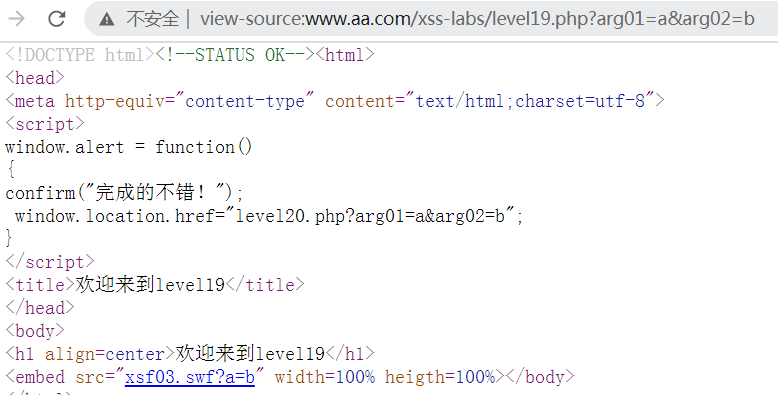 不安全 | view-source:www.aa.com/xss-labs/level19.php?arg01=a&arg02=b
<!DOCTYPE html><!--STATUS OK--><html>
<head>
<meta http-equiv="content-type" content="text/html;charset=utf-8">
<script>
window.alert = function()
{
confirm("完成的不错！");
 window.location.href="level20.php?arg01=a&arg02=b";
}
</script>
<title>欢迎来到level19</title>
</head>
<body>
<h1 align=center>欢迎来到level19</h1>
<embed src="xsf03.swf?a=b" width=100% heigth=100%></body>